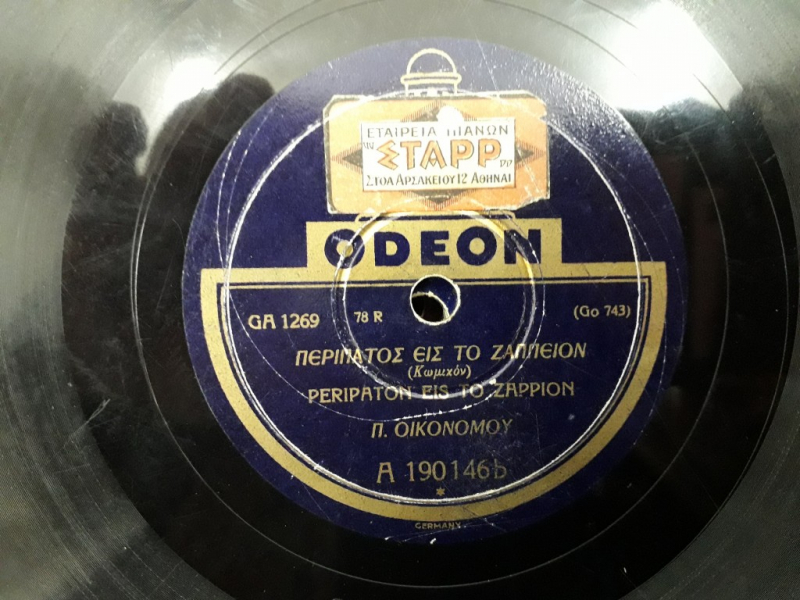 ΕΤΑΙΡΕΙΑ ΠΙΑΝΩΝ
"ΣΤΑΡΡ"
ΣΤΟΑ ΑΡΣΑΚΕΙΟΥ 12 ΑΘΗΝΑΙ
ODEON
GA 1269 78 R (Go 743)
ΠΕΡΙΠΑΤΟΣ ΕΙΣ ΤΟ ΖΑΠΠΕΙΟΝ
(Κωμικόν)
PERIPATON EIS TO ZAPPION
Π. ΟΙΚΟΝΟΜΟΥ
A 190146b
*
GERMANY